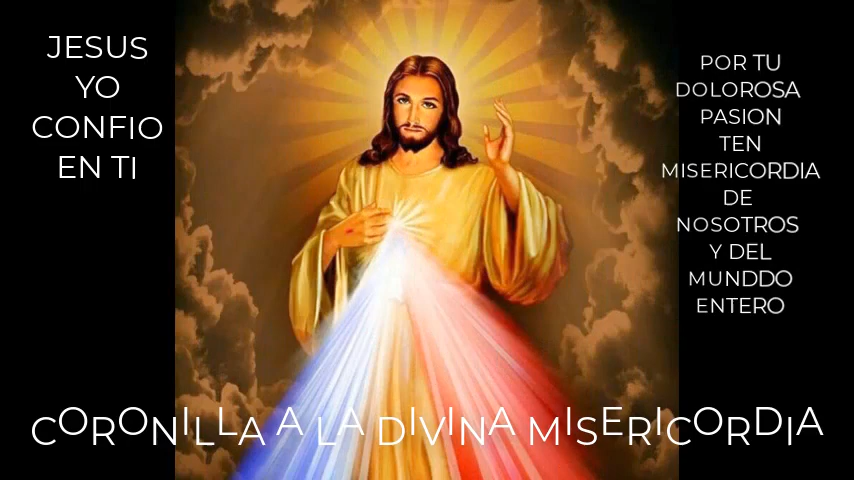 JESUS
YO
CONFIO
EN TI
POR TU
DOLOROSA
PASION
TEN
MISERICORDIA
DE
NOSOTROS
Y DEL
MUNDDO
ENTERO
CORONILLA A LA DIVINA MISERICORDIA